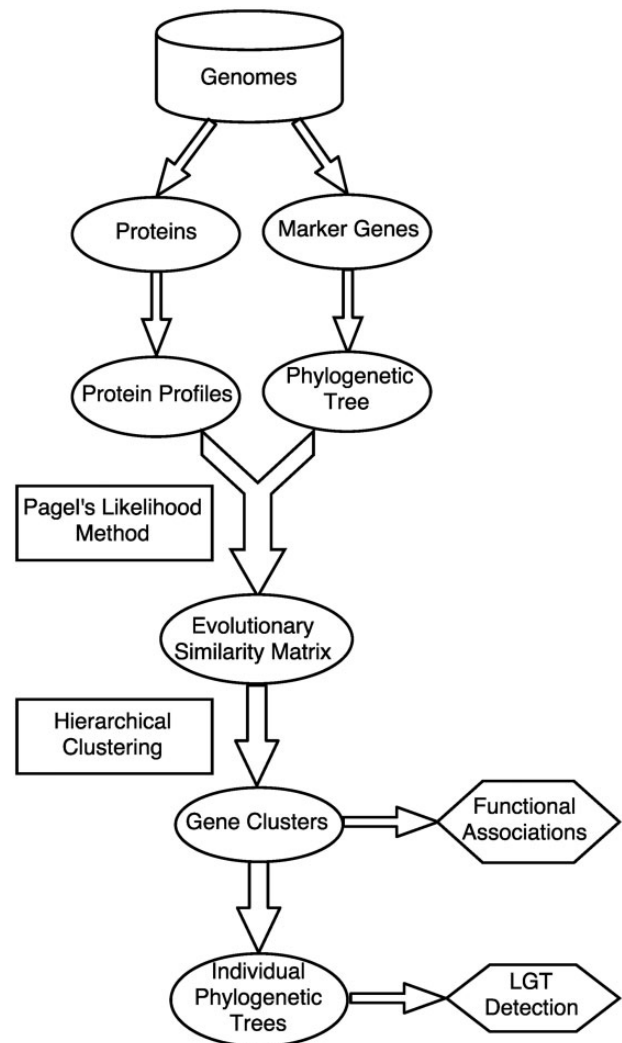 Genomes
Proteins
Marker Genes
Protein Profiles
Phylogenetic
Tree
Pagel's Likelihood
Method
Evolutionary
Similarity Matrix
Hierarchical
Clustering
Gene Clusters
Functional
Associations
Individual
Phylogenetic
Trees
LGT
Detection